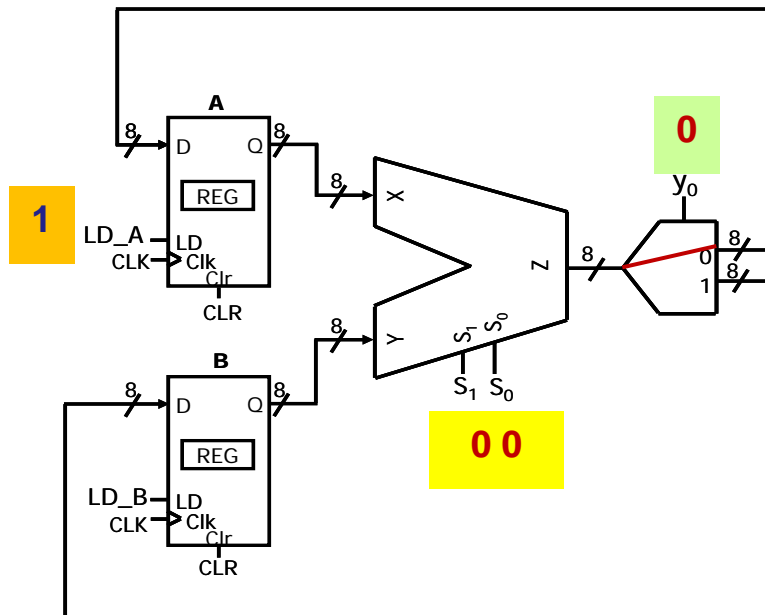 A
8
D
Q
8
REG
1
LD_A
LD
CLK
Clk
Clr
CLR
8
X
Z
8
0
y₀
8
0
8
1
8
Y
S₁
S₀
S₁
S₀
0 0
B
8
D
Q
8
REG
LD_B
LD
CLK
Clk
Clr
CLR